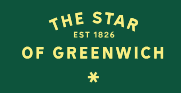 THE STAR
EST 1826
OF GREENWICH